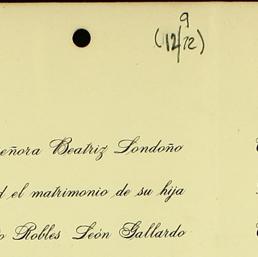 9
(12/72)
eñora Beatriz Londoño
d el matrimonio de su hija
o Robles León Gallardo